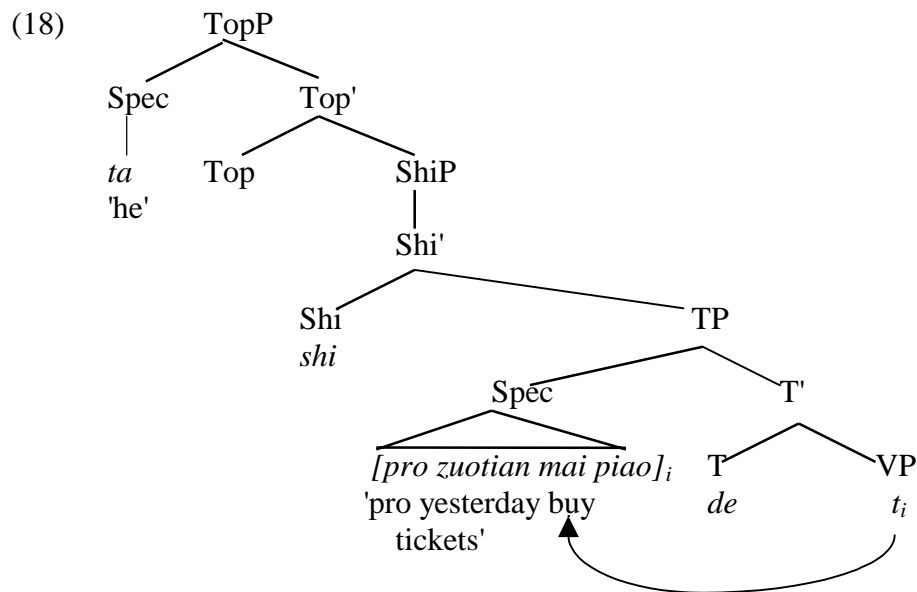 (18) TopP
Spec Top'
ta Top ShiP
'he'
Shi'
Shi TP
shi
Spec T'
[pro zuotian mai piao]i T VP
'pro yesterday buy de ti
tickets'